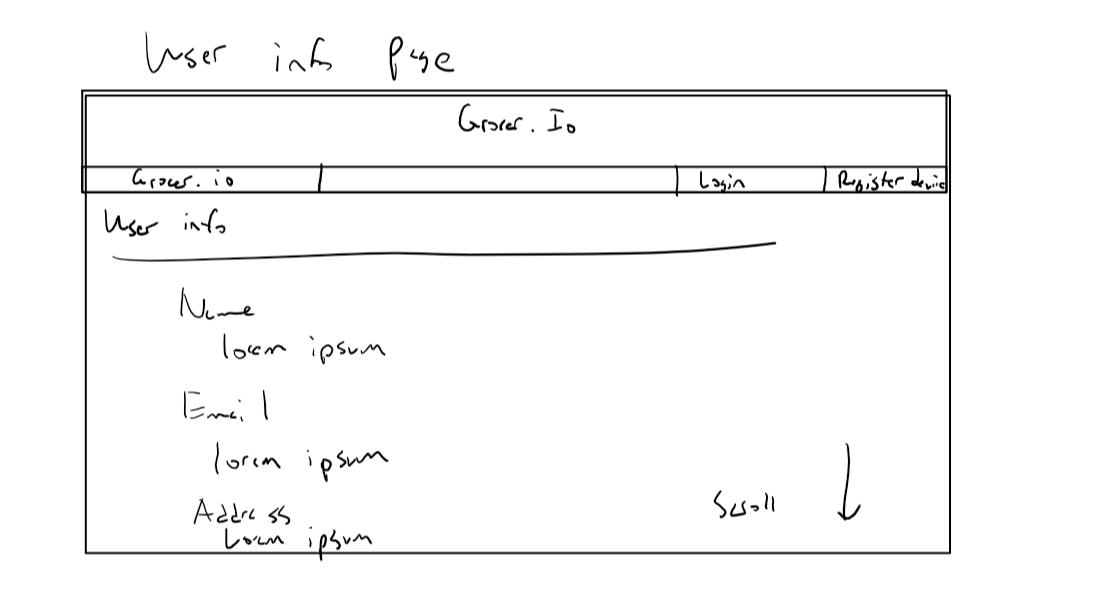 User info page
Grocer.Io
Grocer.io Login Register device
User info
Name
lorem ipsum
Email
lorem ipsum
Address
Lorem ipsum
Scroll